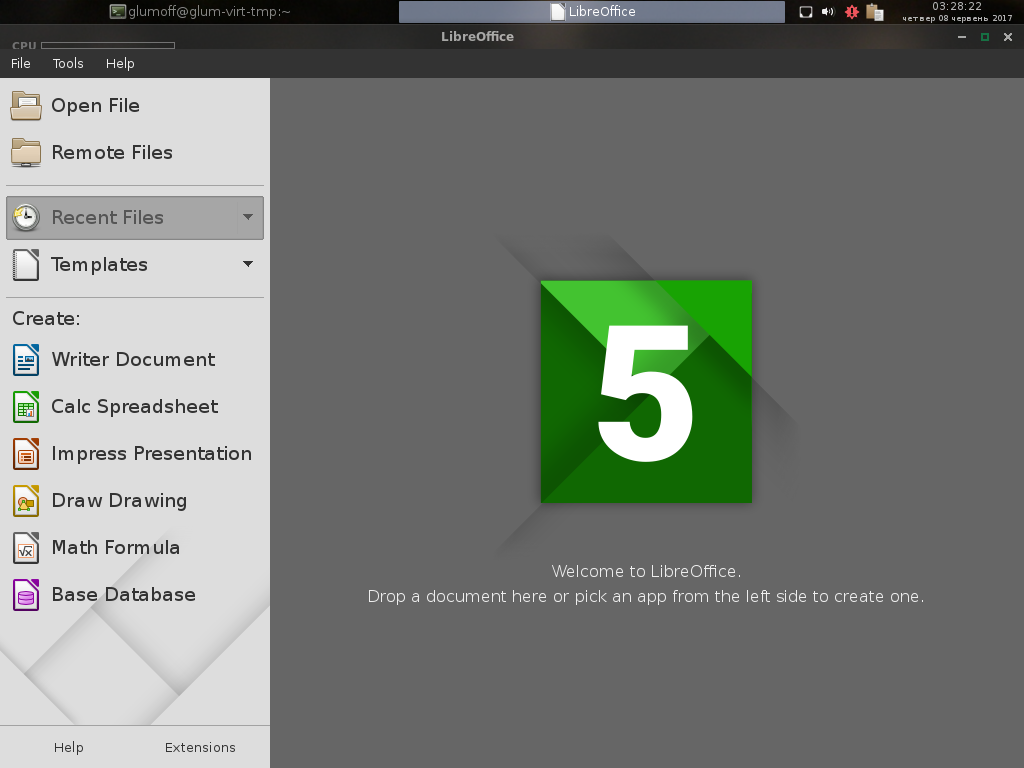 glumoff@glum-virt-tmp:~
LibreOffice
03:28:22
четвер 08 червень 2017
CPU
LibreOffice
File Tools Help
Open File
Remote Files
Recent Files
Templates
Create:
Writer Document
Calc Spreadsheet
Impress Presentation
Draw Drawing
Math Formula
Base Database
5
Welcome to LibreOffice.
Drop a document here or pick an app from the left side to create one.
Help Extensions